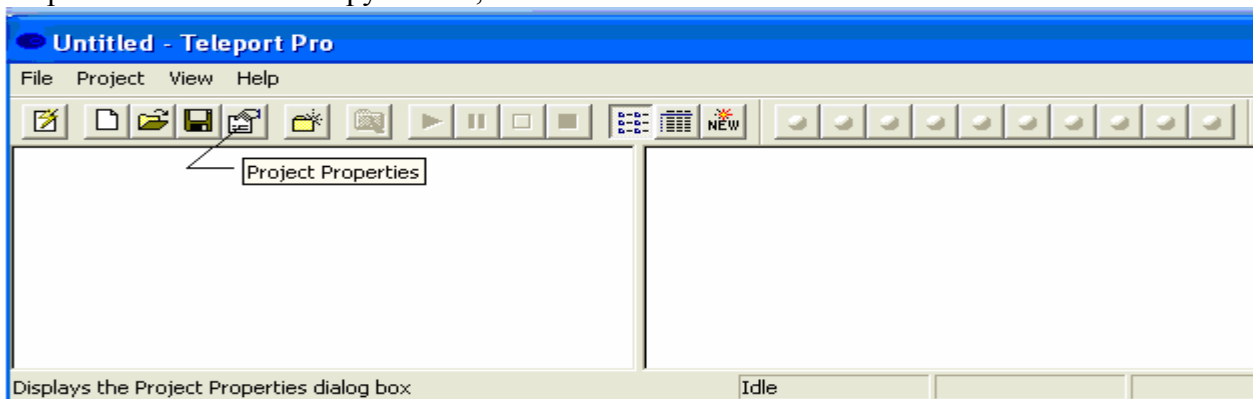 Untitled - Teleport Pro
File Project View Help
NEW
Project Properties
Displays the Project Properties dialog box Idle